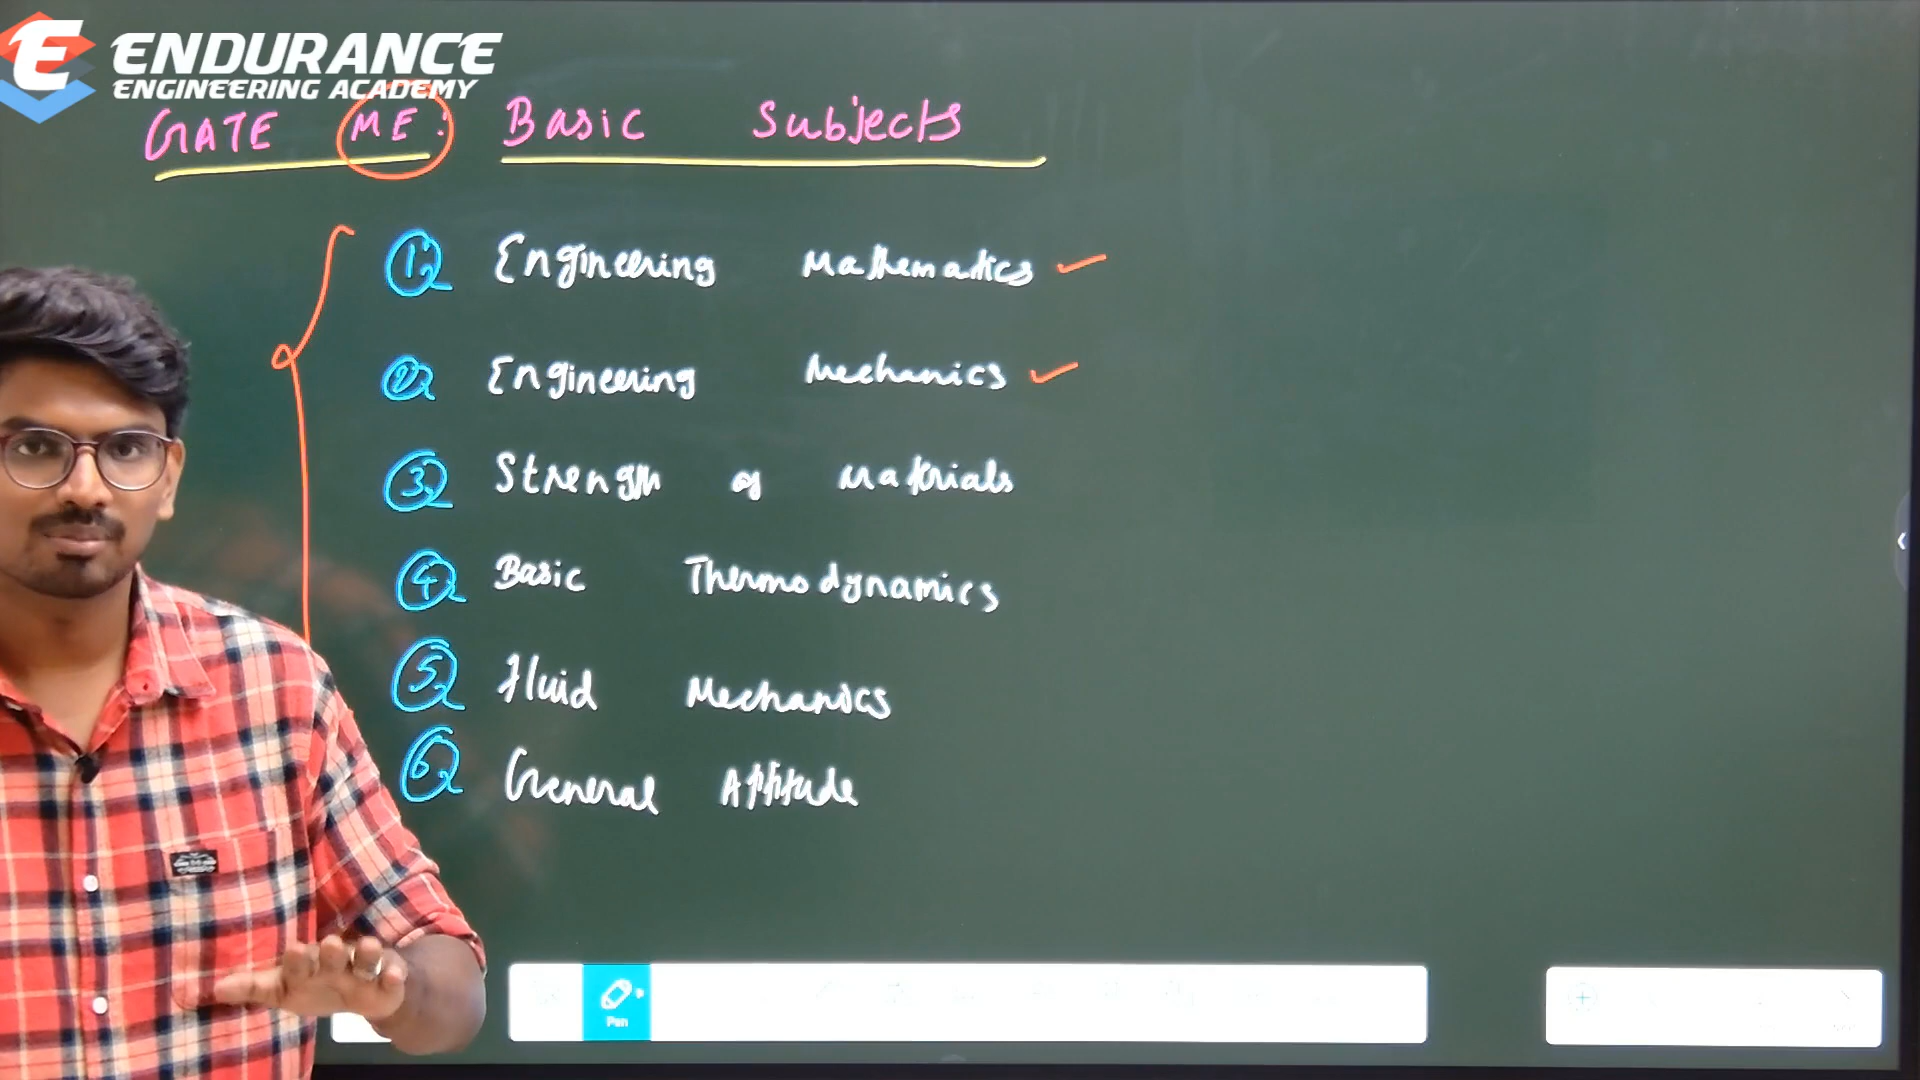 ENDURANCE
ENGINEERING ACADEMY
GATE ME: Basic Subjects
1 Engineering Mathematics
2 Engineering Mechanics
3 Strength of Materials
4 Basic Thermodynamics
5 Fluid Mechanics
6 General Aptitude
Pen